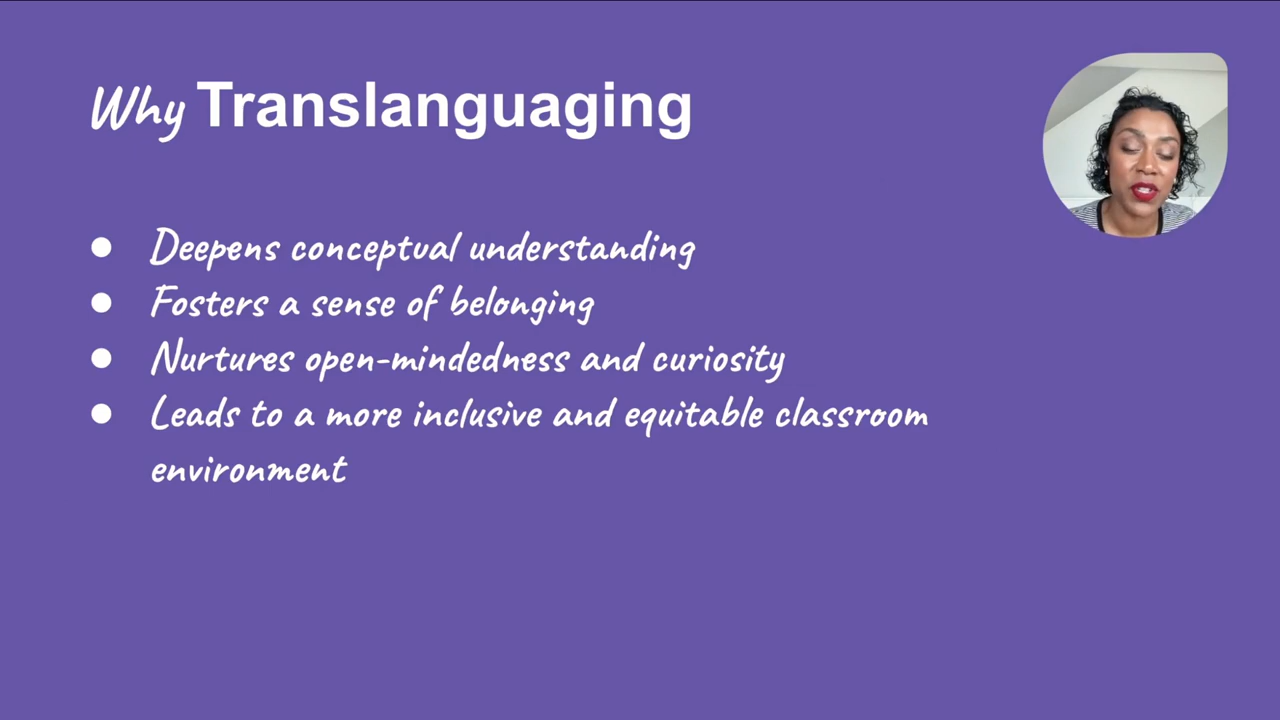 Why Translanguaging
● Deepens conceptual understanding
● Fosters a sense of belonging
● Nurtures open-mindedness and curiosity
● Leads to a more inclusive and equitable classroom
environment